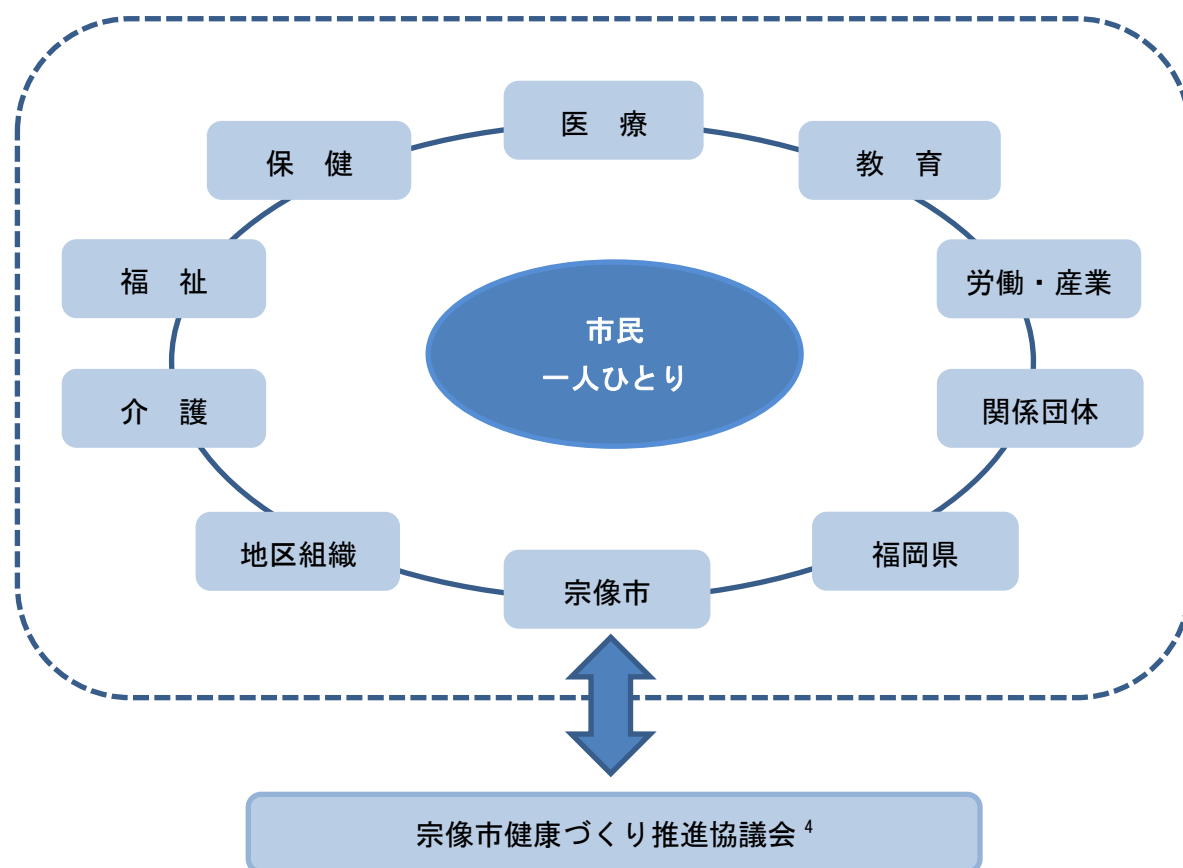 医　療
保　健
教　育
福　祉
労働・産業
市民
一人ひとり
介　護
関係団体
地区組織
福岡県
宗像市
宗像市健康づくり推進協議会 4